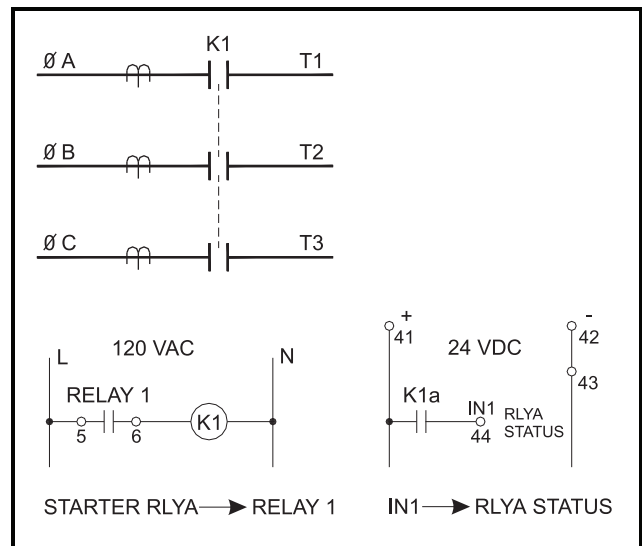 K1
Ø A T1
Ø B T2
Ø C T3
L 120 VAC N
RELAY 1
5 6 K1
+ -
41 24 VDC 42
43
K1a IN1 RLYA
44 STATUS
STARTER RLYA → RELAY 1
IN1 → RLYA STATUS